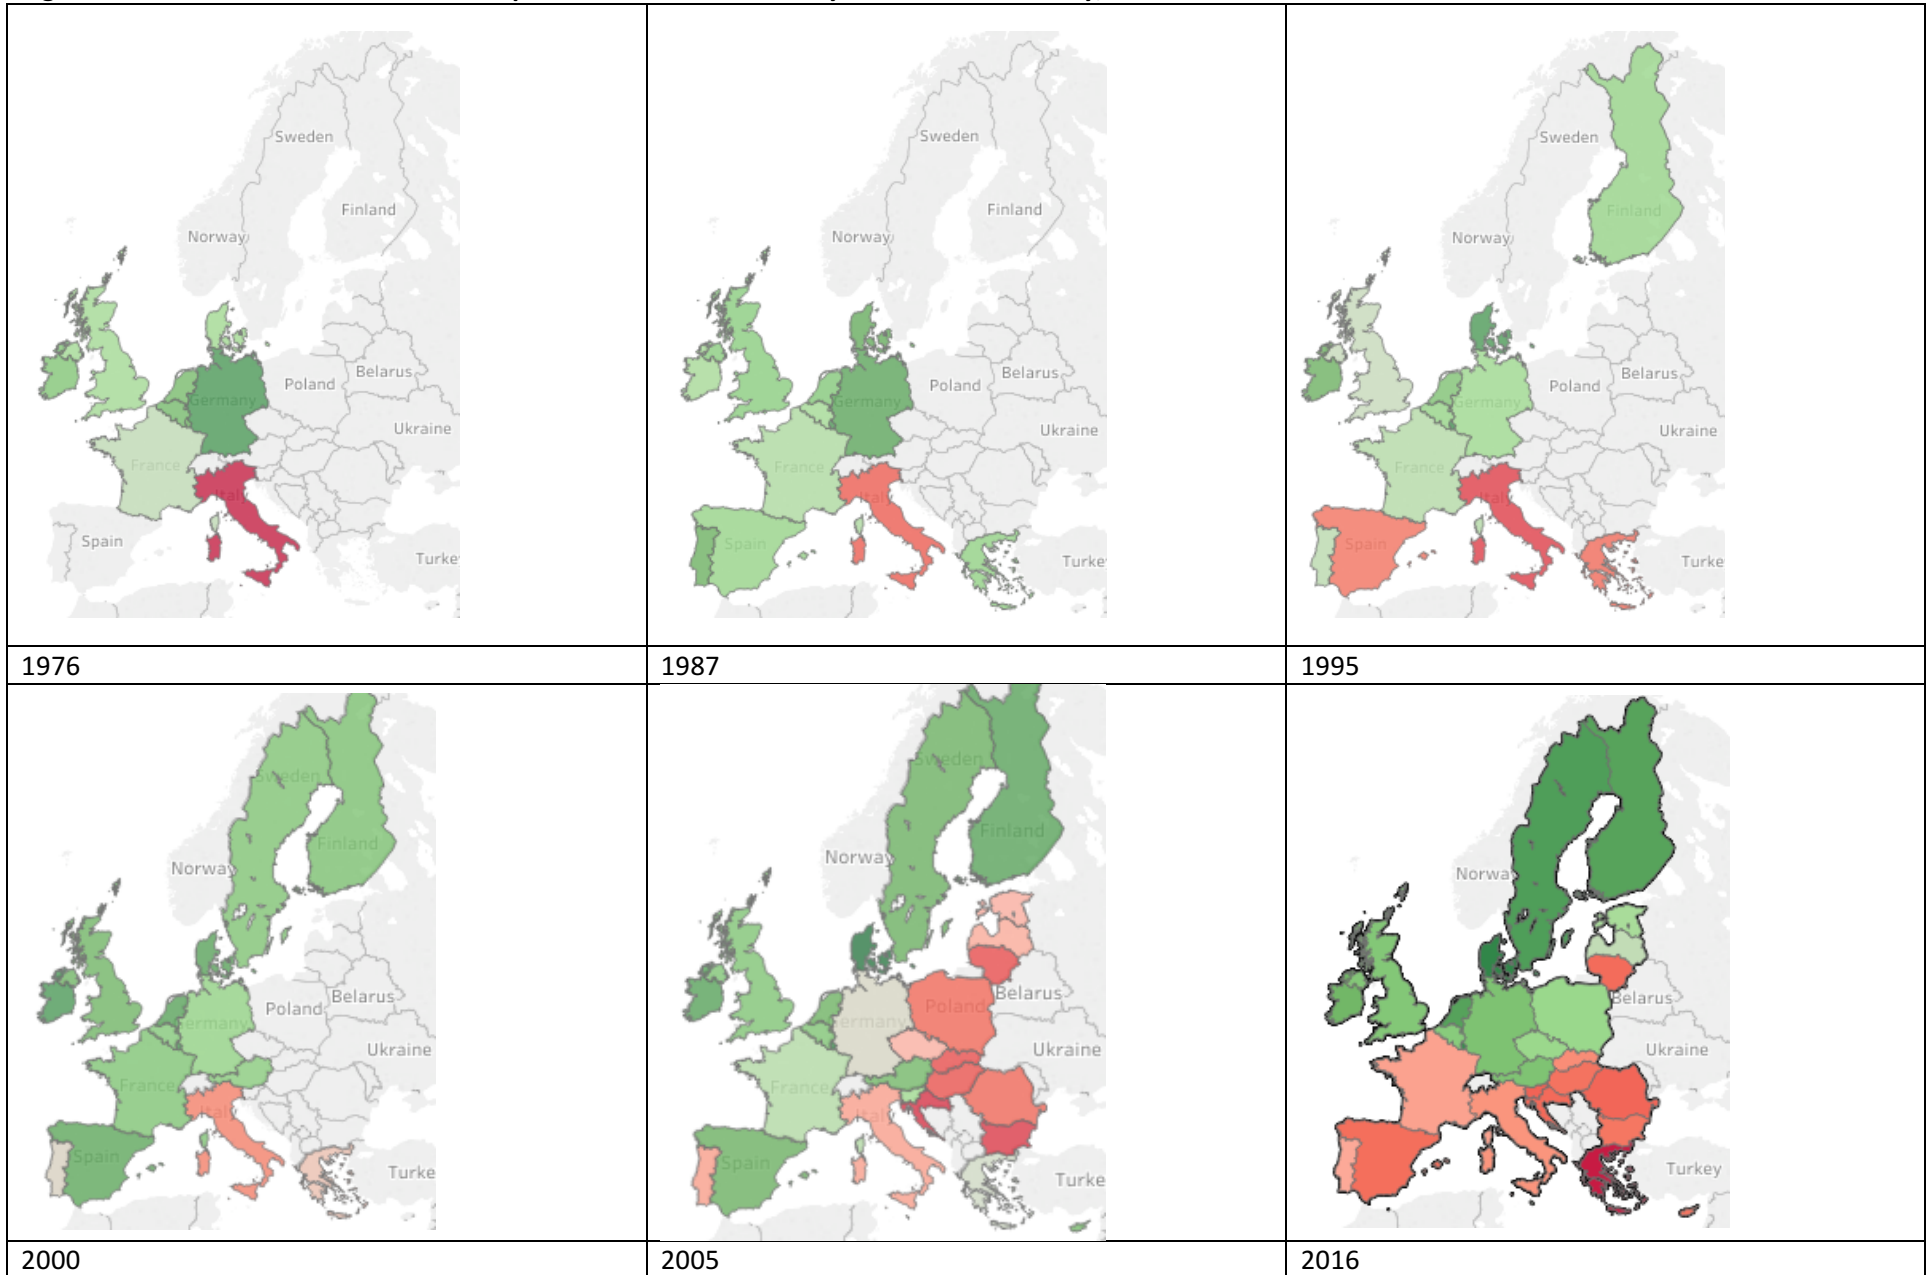 Sweden
Finland
Norway
Poland
Belarus
Germany
Ukraine
France
Italy
Spain
Turke
Sweden
Finland
Norway
Poland
Belarus
Germany
Ukraine
France
Italy
Spain
Turke
Sweden
Finland
Norway
Poland
Belarus
Germany
Ukraine
France
Italy
Spain
Turke
1976
1987
1995
Sweden
Finland
Norway
Belarus
Poland
Germany
Ukraine
France
Italy
Spain
Turke
Sweden
Finland
Norway
Belarus
Poland
ermany
Ukraine
France
Italy
Spain
Turke
Norwa
Belarus
Ukraine
Turkey
2000
2005
2016